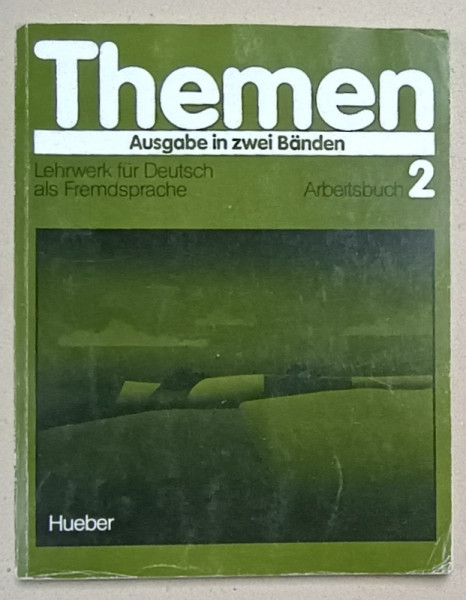 Themen
Ausgabe in zwei Bänden
Lehrwerk für Deutsch
als Fremdsprache
Arbeitsbuch 2
Hueber